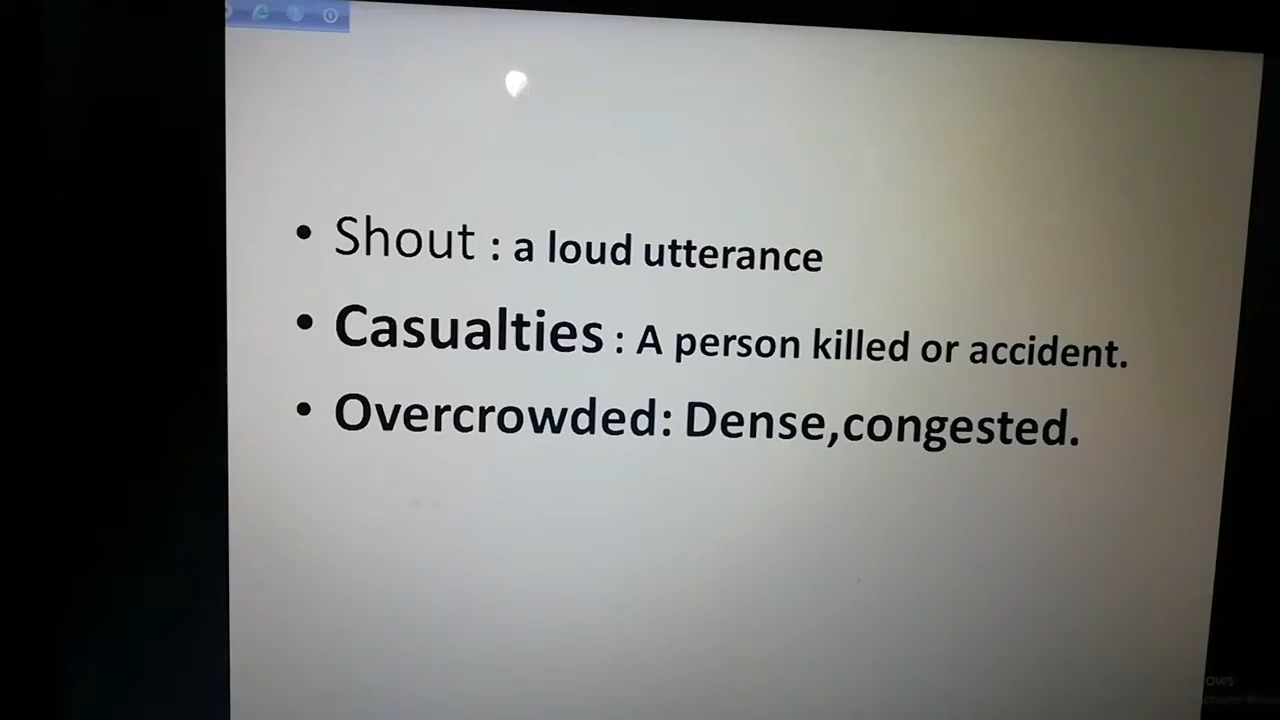 • Shout : a loud utterance
• Casualties : A person killed or accident.
• Overcrowded: Dense,congested.